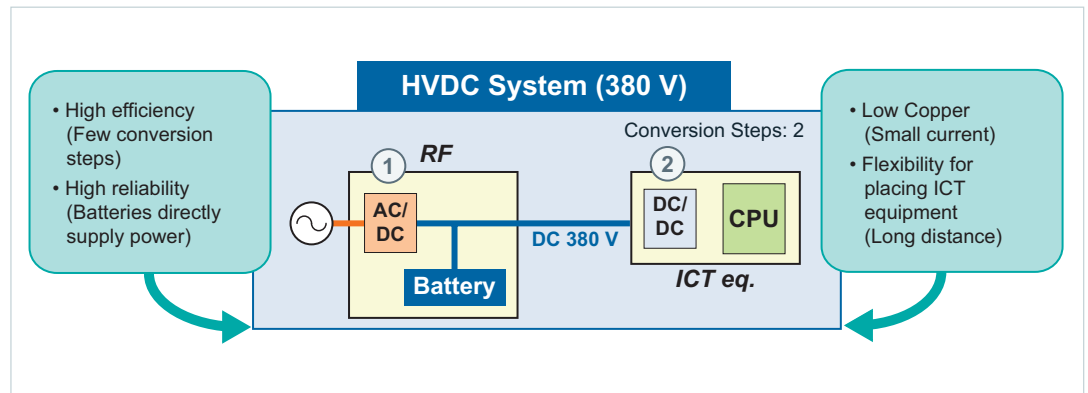 HVDC System (380 V)
• High efficiency
(Few conversion
steps)
• High reliability
(Batteries directly
supply power)
Conversion Steps: 2
1
RF
AC/
DC
Battery
DC 380 V
2
DC/
DC
CPU
ICT eq.
• Low Copper
(Small current)
• Flexibility for
placing ICT
equipment
(Long distance)